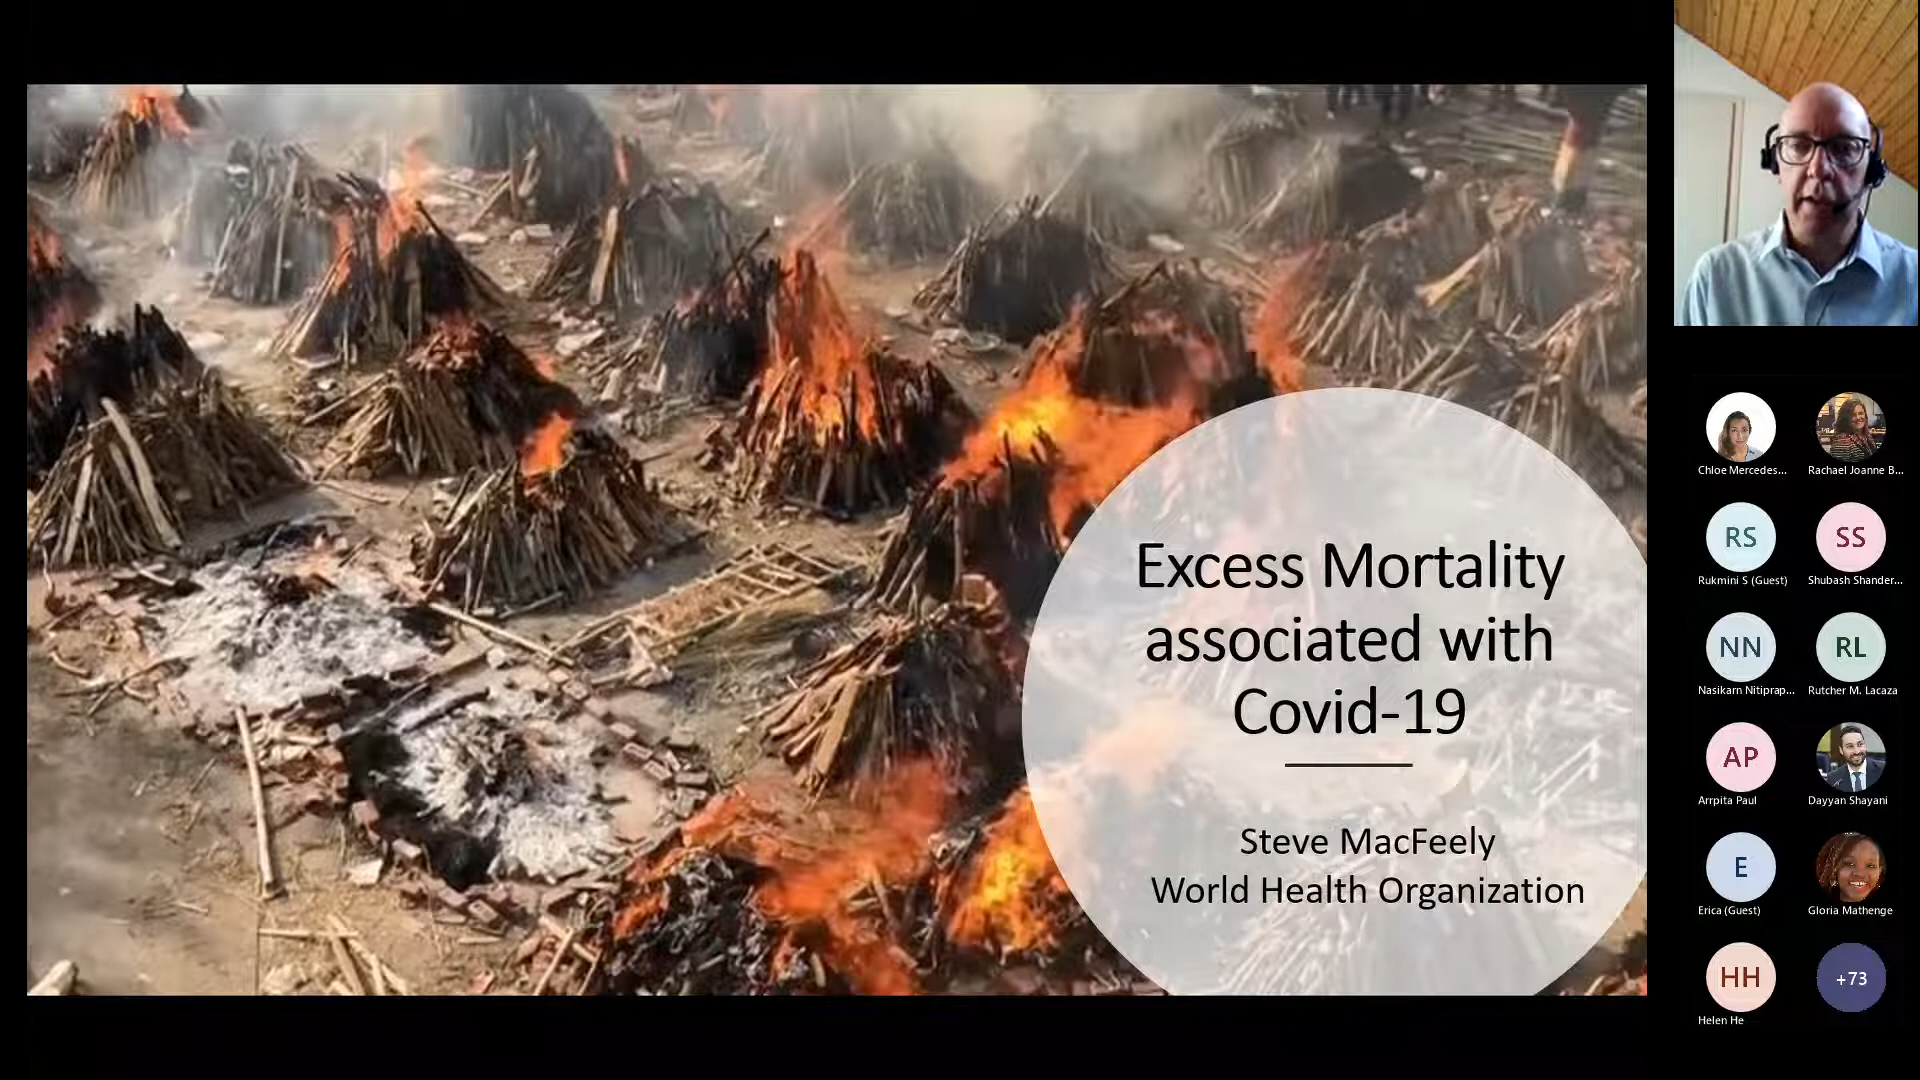 Excess Mortality
associated with
Covid-19
Steve MacFeely
World Health Organization
Chloe Mercedes...
Rachael Joanne B...
RS
Rukmini S (Guest)
SS
Shubash Shander...
NN
Nasikarn Nitiprap...
RL
Rutcher M. Lacaza
AP
Arrpita Paul
Dayyan Shayani
E
Erica (Guest)
Gloria Mathenge
HH
Helen He
+73